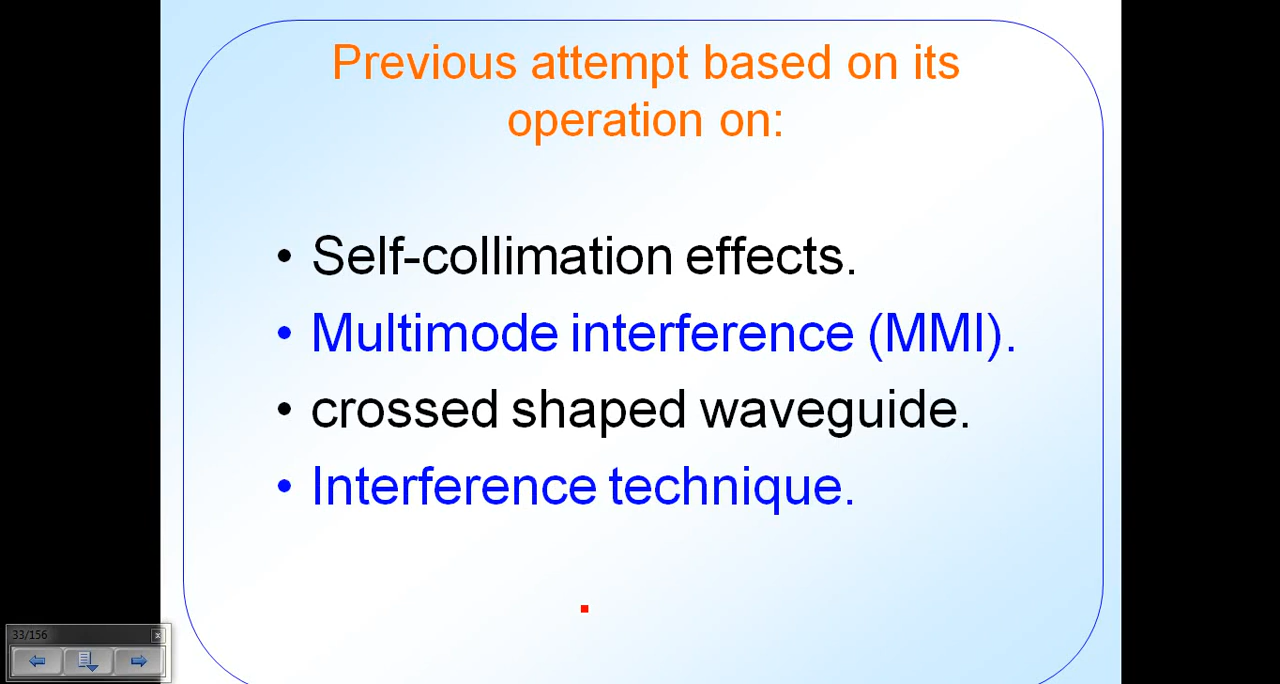 Previous attempt based on its
operation on:
• Self-collimation effects.
• Multimode interference (MMI).
• crossed shaped waveguide.
• Interference technique.
33/156